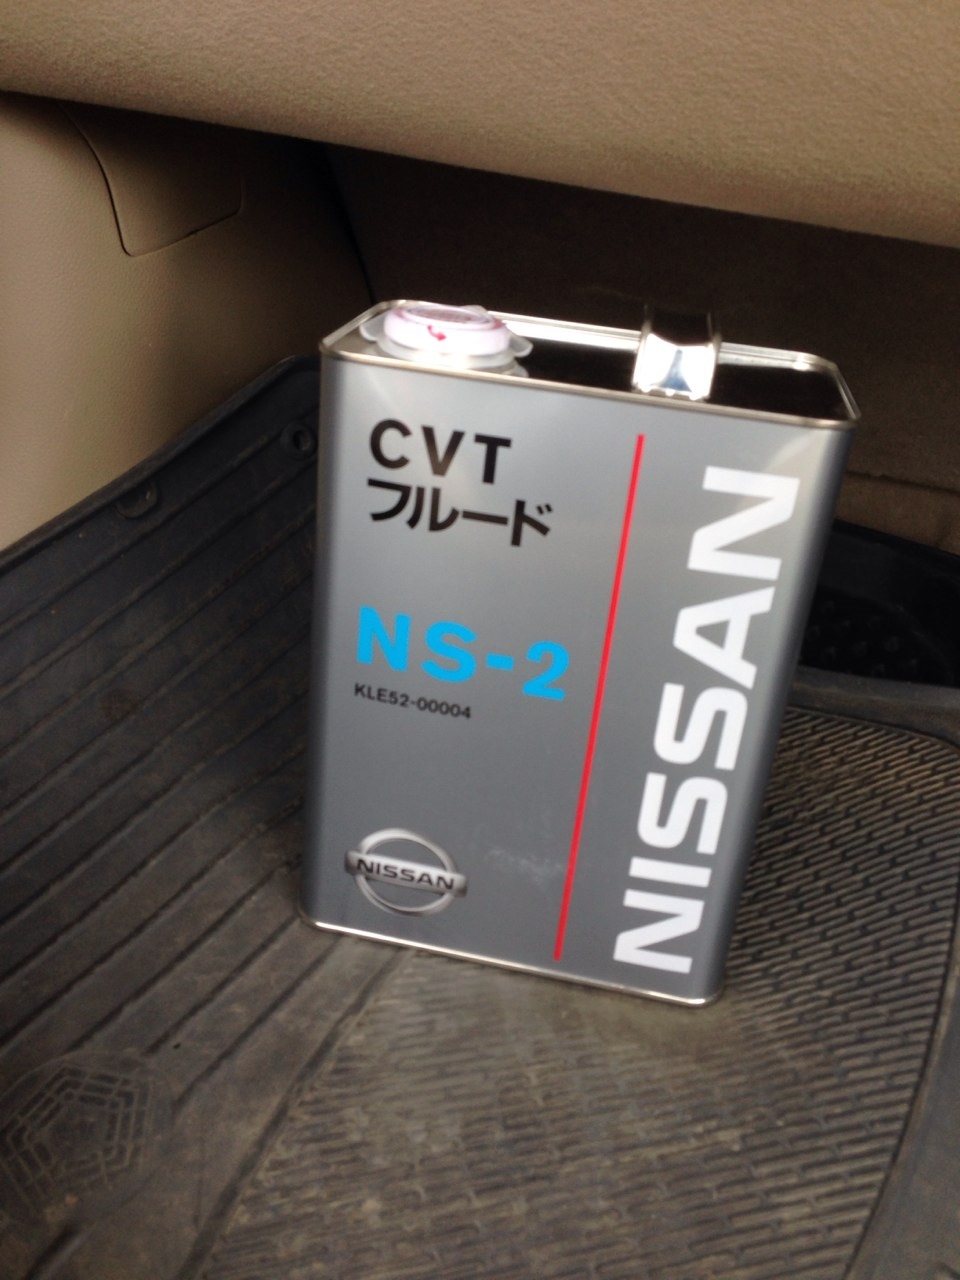 CVT
フルード
NS-2
KLE52-00004
NISSAN
NISSAN